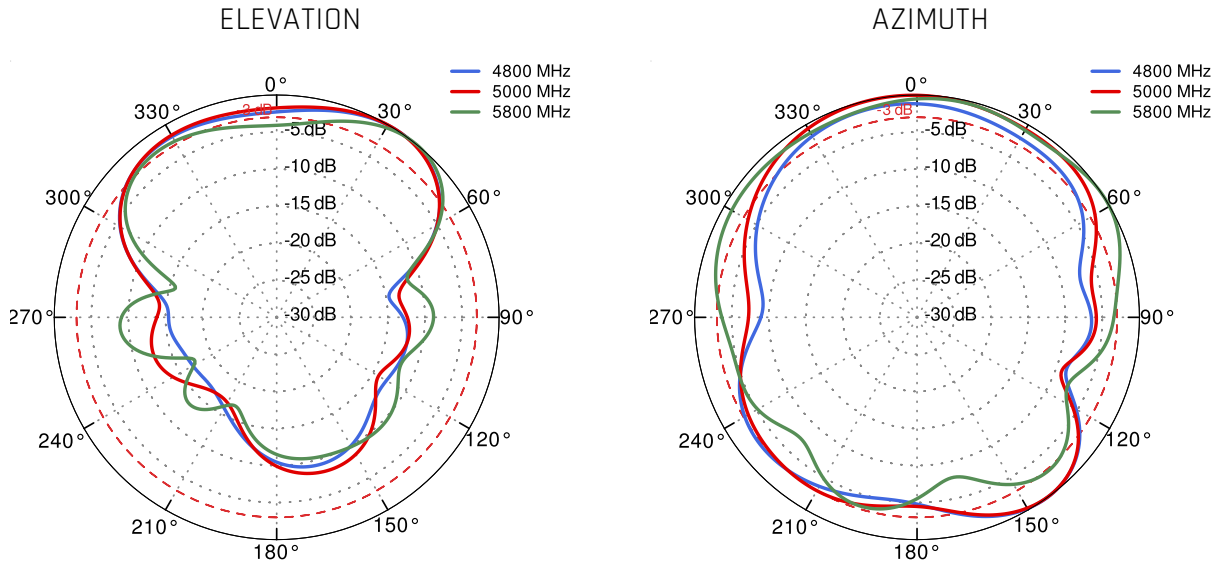 ELEVATION
4800 MHz
5000 MHz
5800 MHz
0°
330°
30°
-3 dB
-5 dB
-10 dB
300°
60°
-15 dB
-20 dB
-25 dB
-30 dB
270°
90°
240°
120°
210°
150°
180°
AZIMUTH
4800 MHz
5000 MHz
5800 MHz
0°
330°
30°
-3 dB
-5 dB
-10 dB
300°
60°
-15 dB
-20 dB
-25 dB
-30 dB
270°
90°
240°
120°
210°
150°
180°